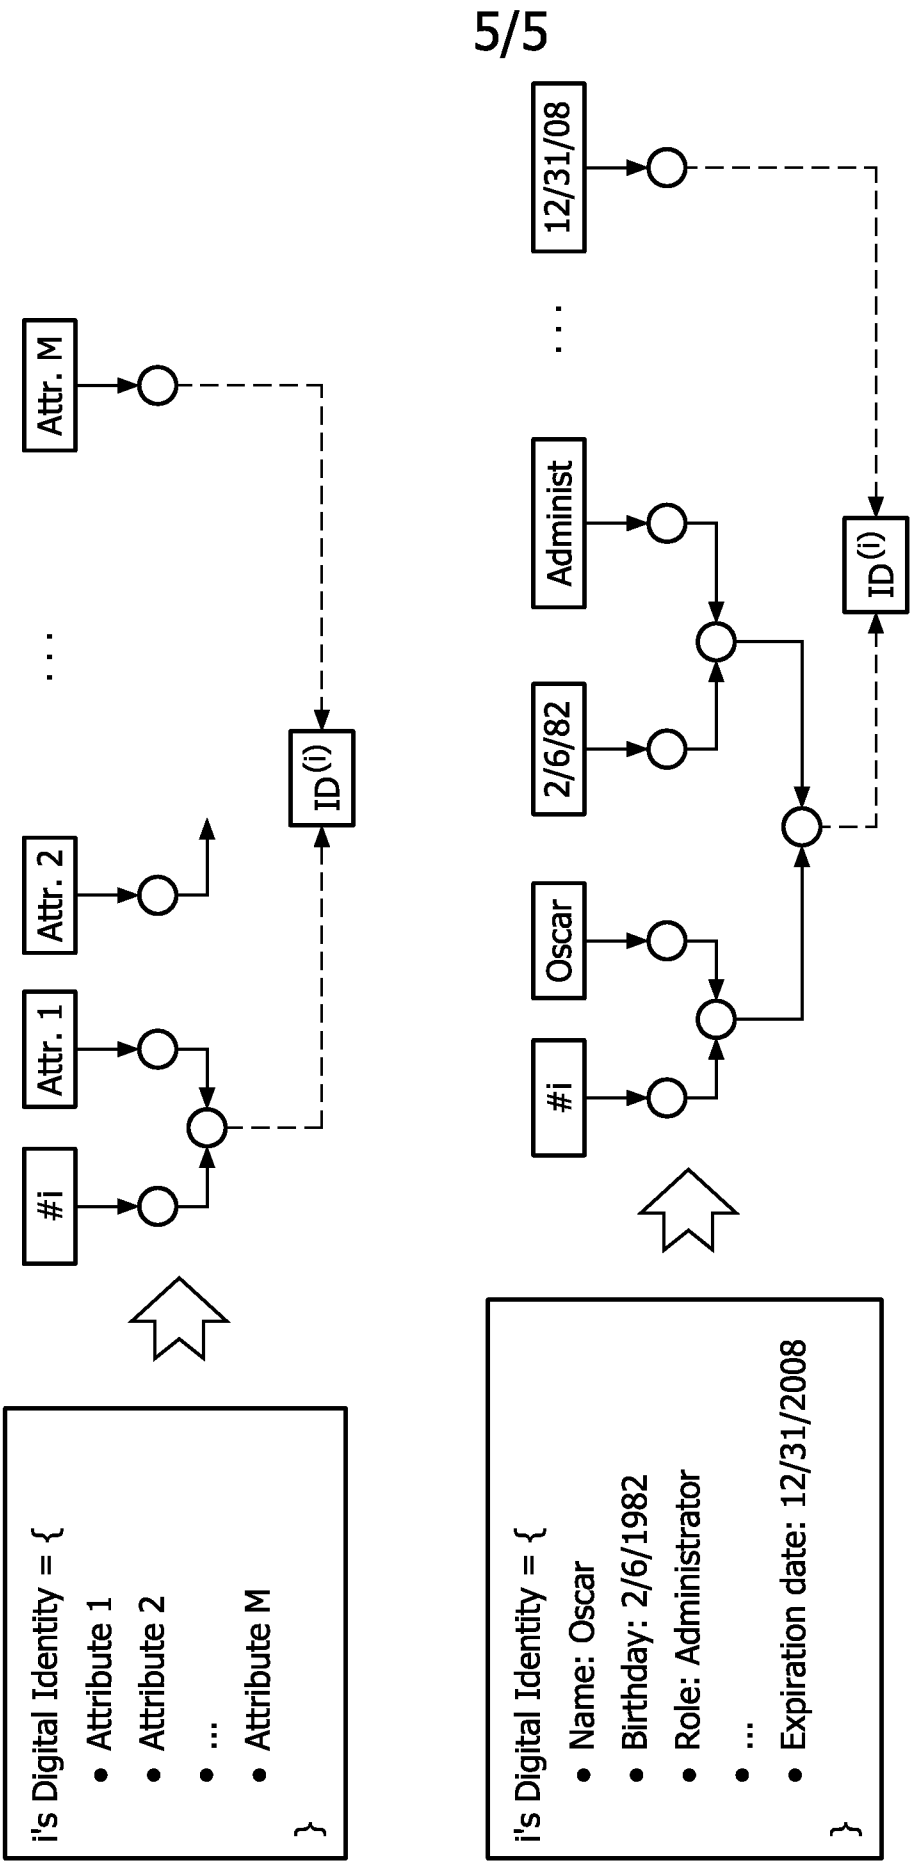 5/5
i's Digital Identity = {
• Attribute 1
• Attribute 2
• ...
• Attribute M
}
#i
Attr. 1
Attr. 2
. . .
Attr. M
ID(i)
i's Digital Identity = {
• Name: Oscar
• Birthday: 2/6/1982
• Role: Administrator
• ...
• Expiration date: 12/31/2008
}
#i
Oscar
2/6/82
Administ
. . .
12/31/08
ID(i)